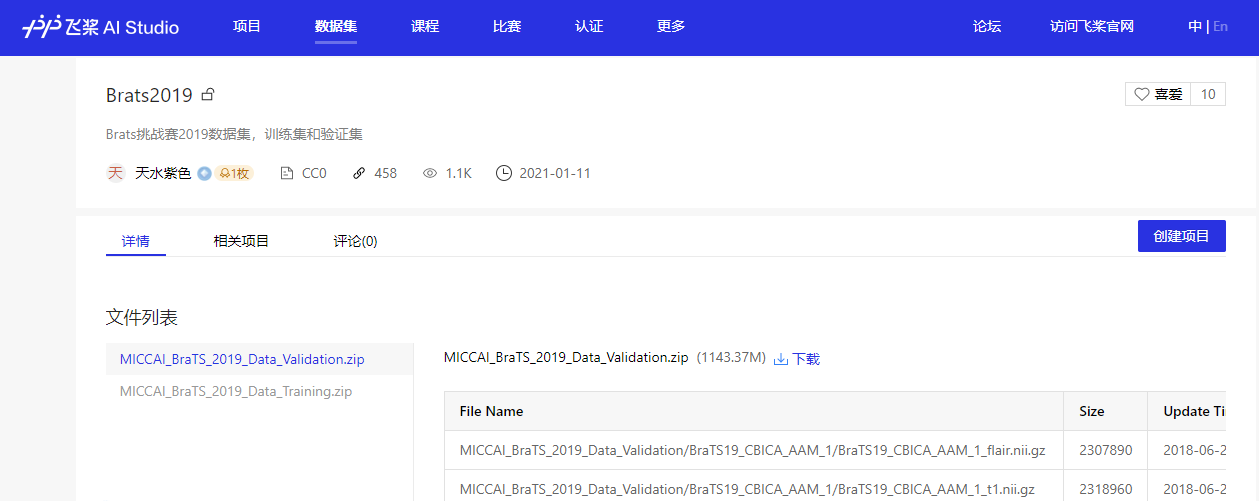 飞桨 AI Studio 项目 数据集 课程 比赛 认证 更多 论坛 访问飞桨官网 中 | En
Brats2019 喜爱 10
Brats挑战赛2019数据集，训练集和验证集
天 天水紫色 1枚 CC0 458 1.1K 2021-01-11
详情 相关项目 评论(0) 创建项目
文件列表
MICCAI_BraTS_2019_Data_Validation.zip MICCAI_BraTS_2019_Data_Validation.zip (1143.37M) 下载
MICCAI_BraTS_2019_Data_Training.zip
File Name Size Update Ti
MICCAI_BraTS_2019_Data_Validation/BraTS19_CBICA_AAM_1/BraTS19_CBICA_AAM_1_flair.nii.gz 2307890 2018-06-2
MICCAI_BraTS_2019_Data_Validation/BraTS19_CBICA_AAM_1/BraTS19_CBICA_AAM_1_t1.nii.gz 2318960 2018-06-2